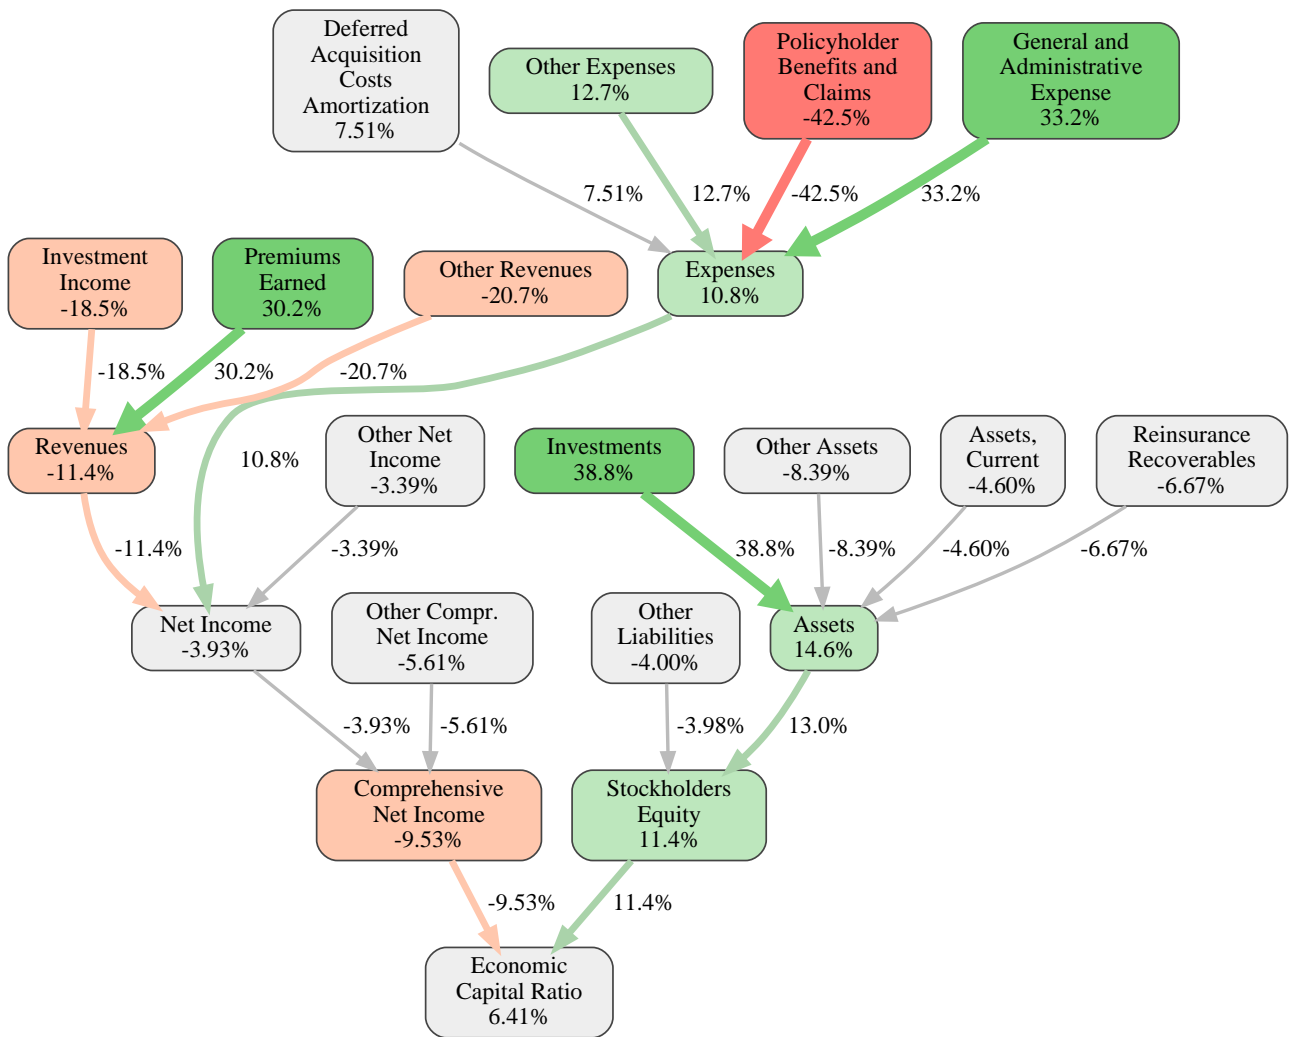 Deferred
Acquisition
Costs
Amortization
7.51%
Other Expenses
12.7%
Policyholder
Benefits and
Claims
-42.5%
General and
Administrative
Expense
33.2%
7.51%
12.7%
-42.5%
33.2%
Investment
Income
-18.5%
Premiums
Earned
30.2%
Other Revenues
-20.7%
Expenses
10.8%
-18.5%
30.2%
-20.7%
Revenues
-11.4%
10.8%
Other Net
Income
-3.39%
Investments
38.8%
Other Assets
-8.39%
Assets,
Current
-4.60%
Reinsurance
Recoverables
-6.67%
-11.4%
-3.39%
38.8%
-8.39%
-4.60%
-6.67%
Net Income
-3.93%
Other Compr.
Net Income
-5.61%
Other
Liabilities
-4.00%
Assets
14.6%
-3.93%
-5.61%
-3.98%
13.0%
Comprehensive
Net Income
-9.53%
Stockholders
Equity
11.4%
-9.53%
11.4%
Economic
Capital Ratio
6.41%